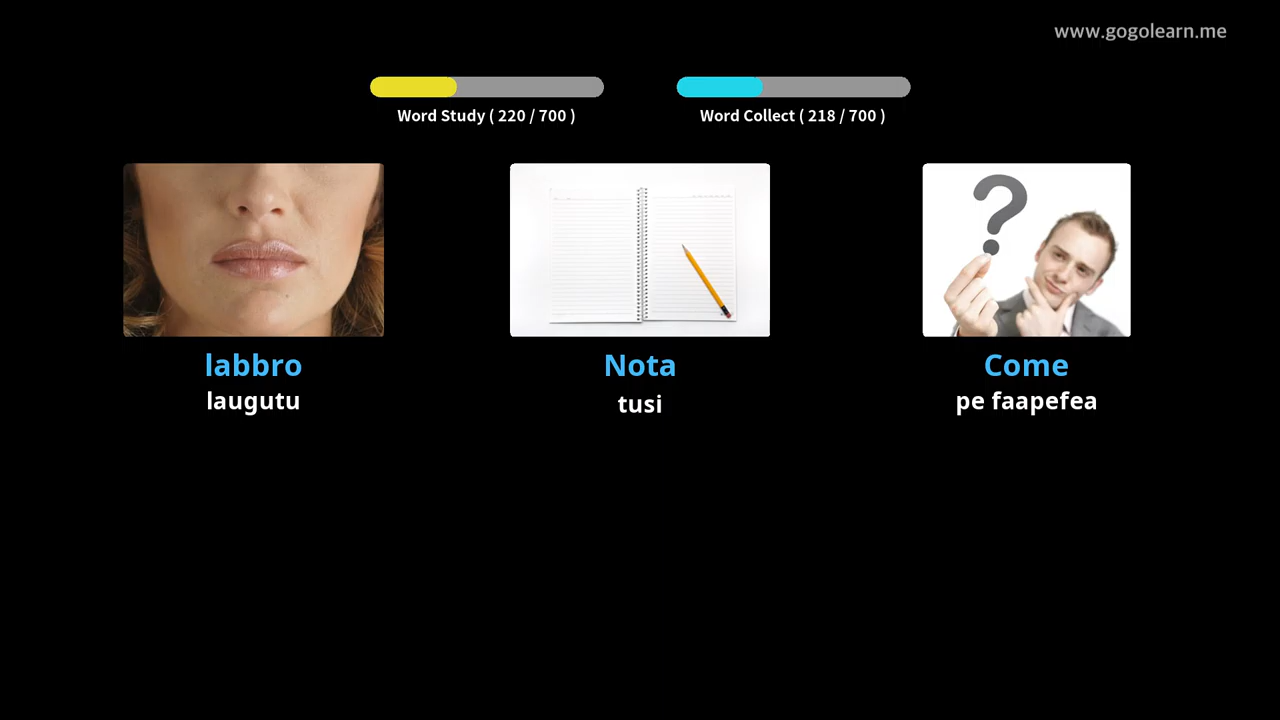 www.gogolearn.me
Word Study ( 220 / 700 )
Word Collect ( 218 / 700 )
labbro
laugutu
Nota
tusi
Come
pe faapefea